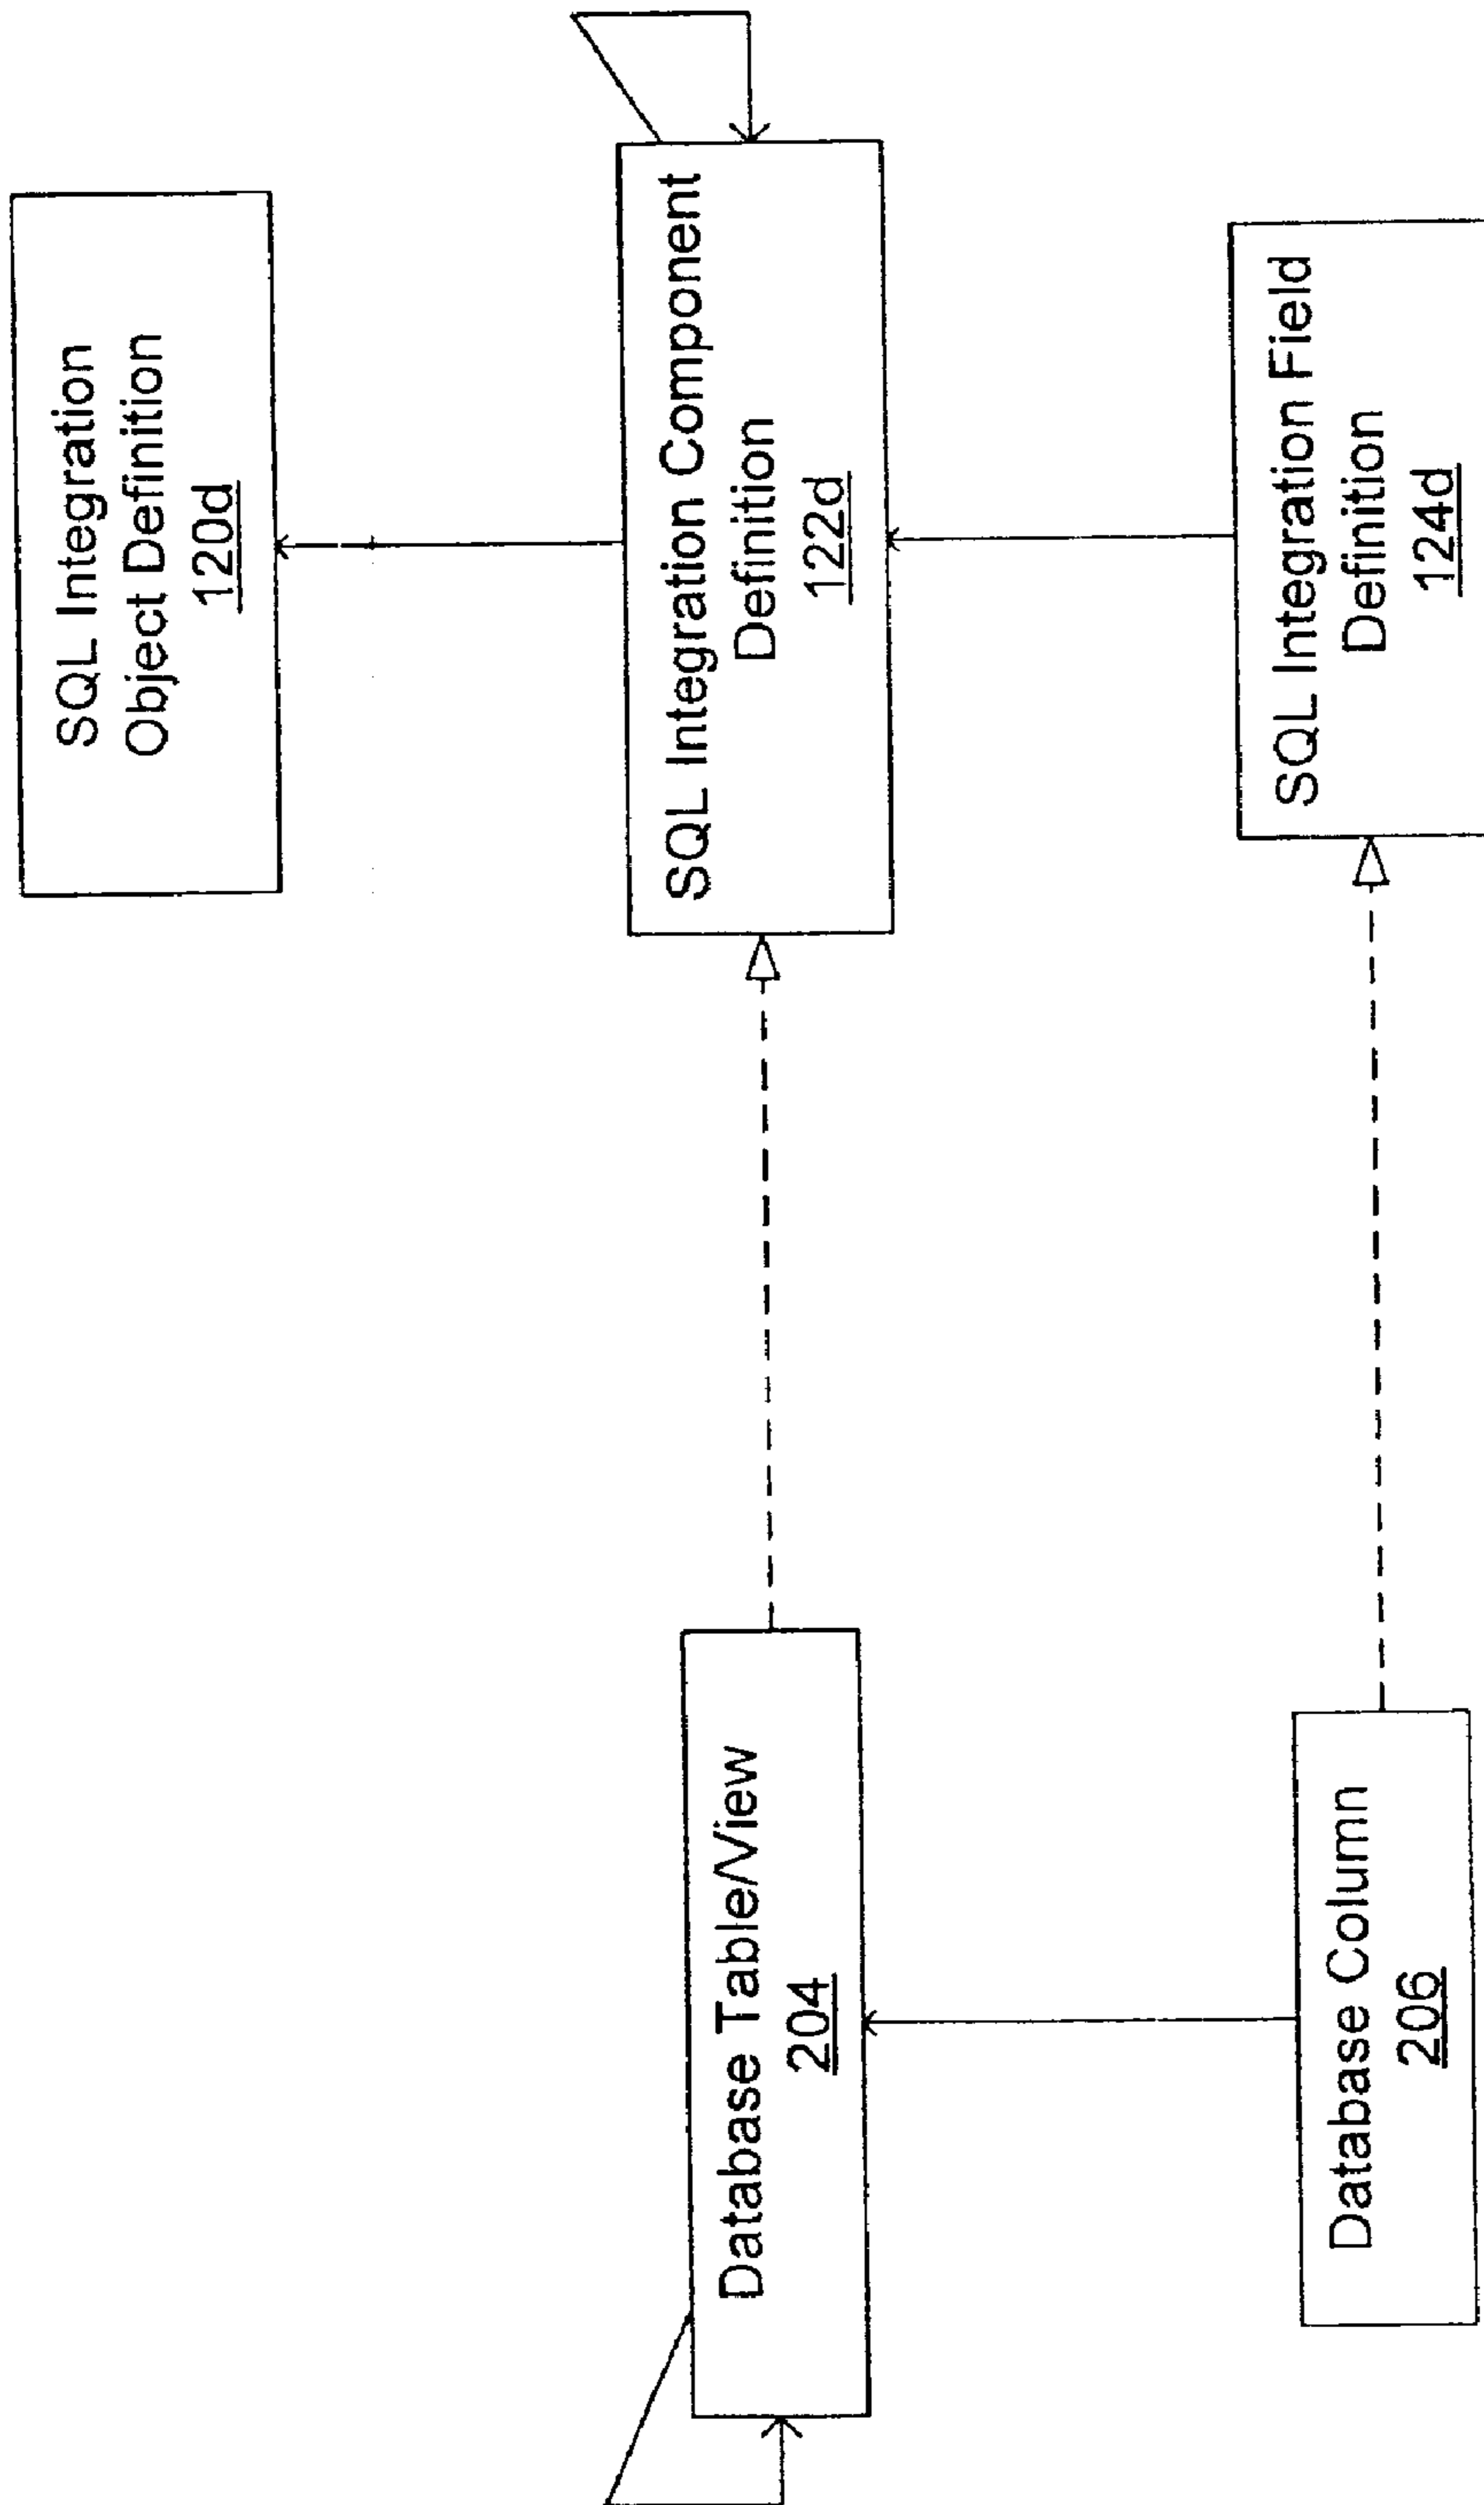 SQL Integration
Object Definition
120d
Database Table/View
204
SQL Integration Component
Definition
122d
Database Column
206
SQL Integration Field
Definition
124d